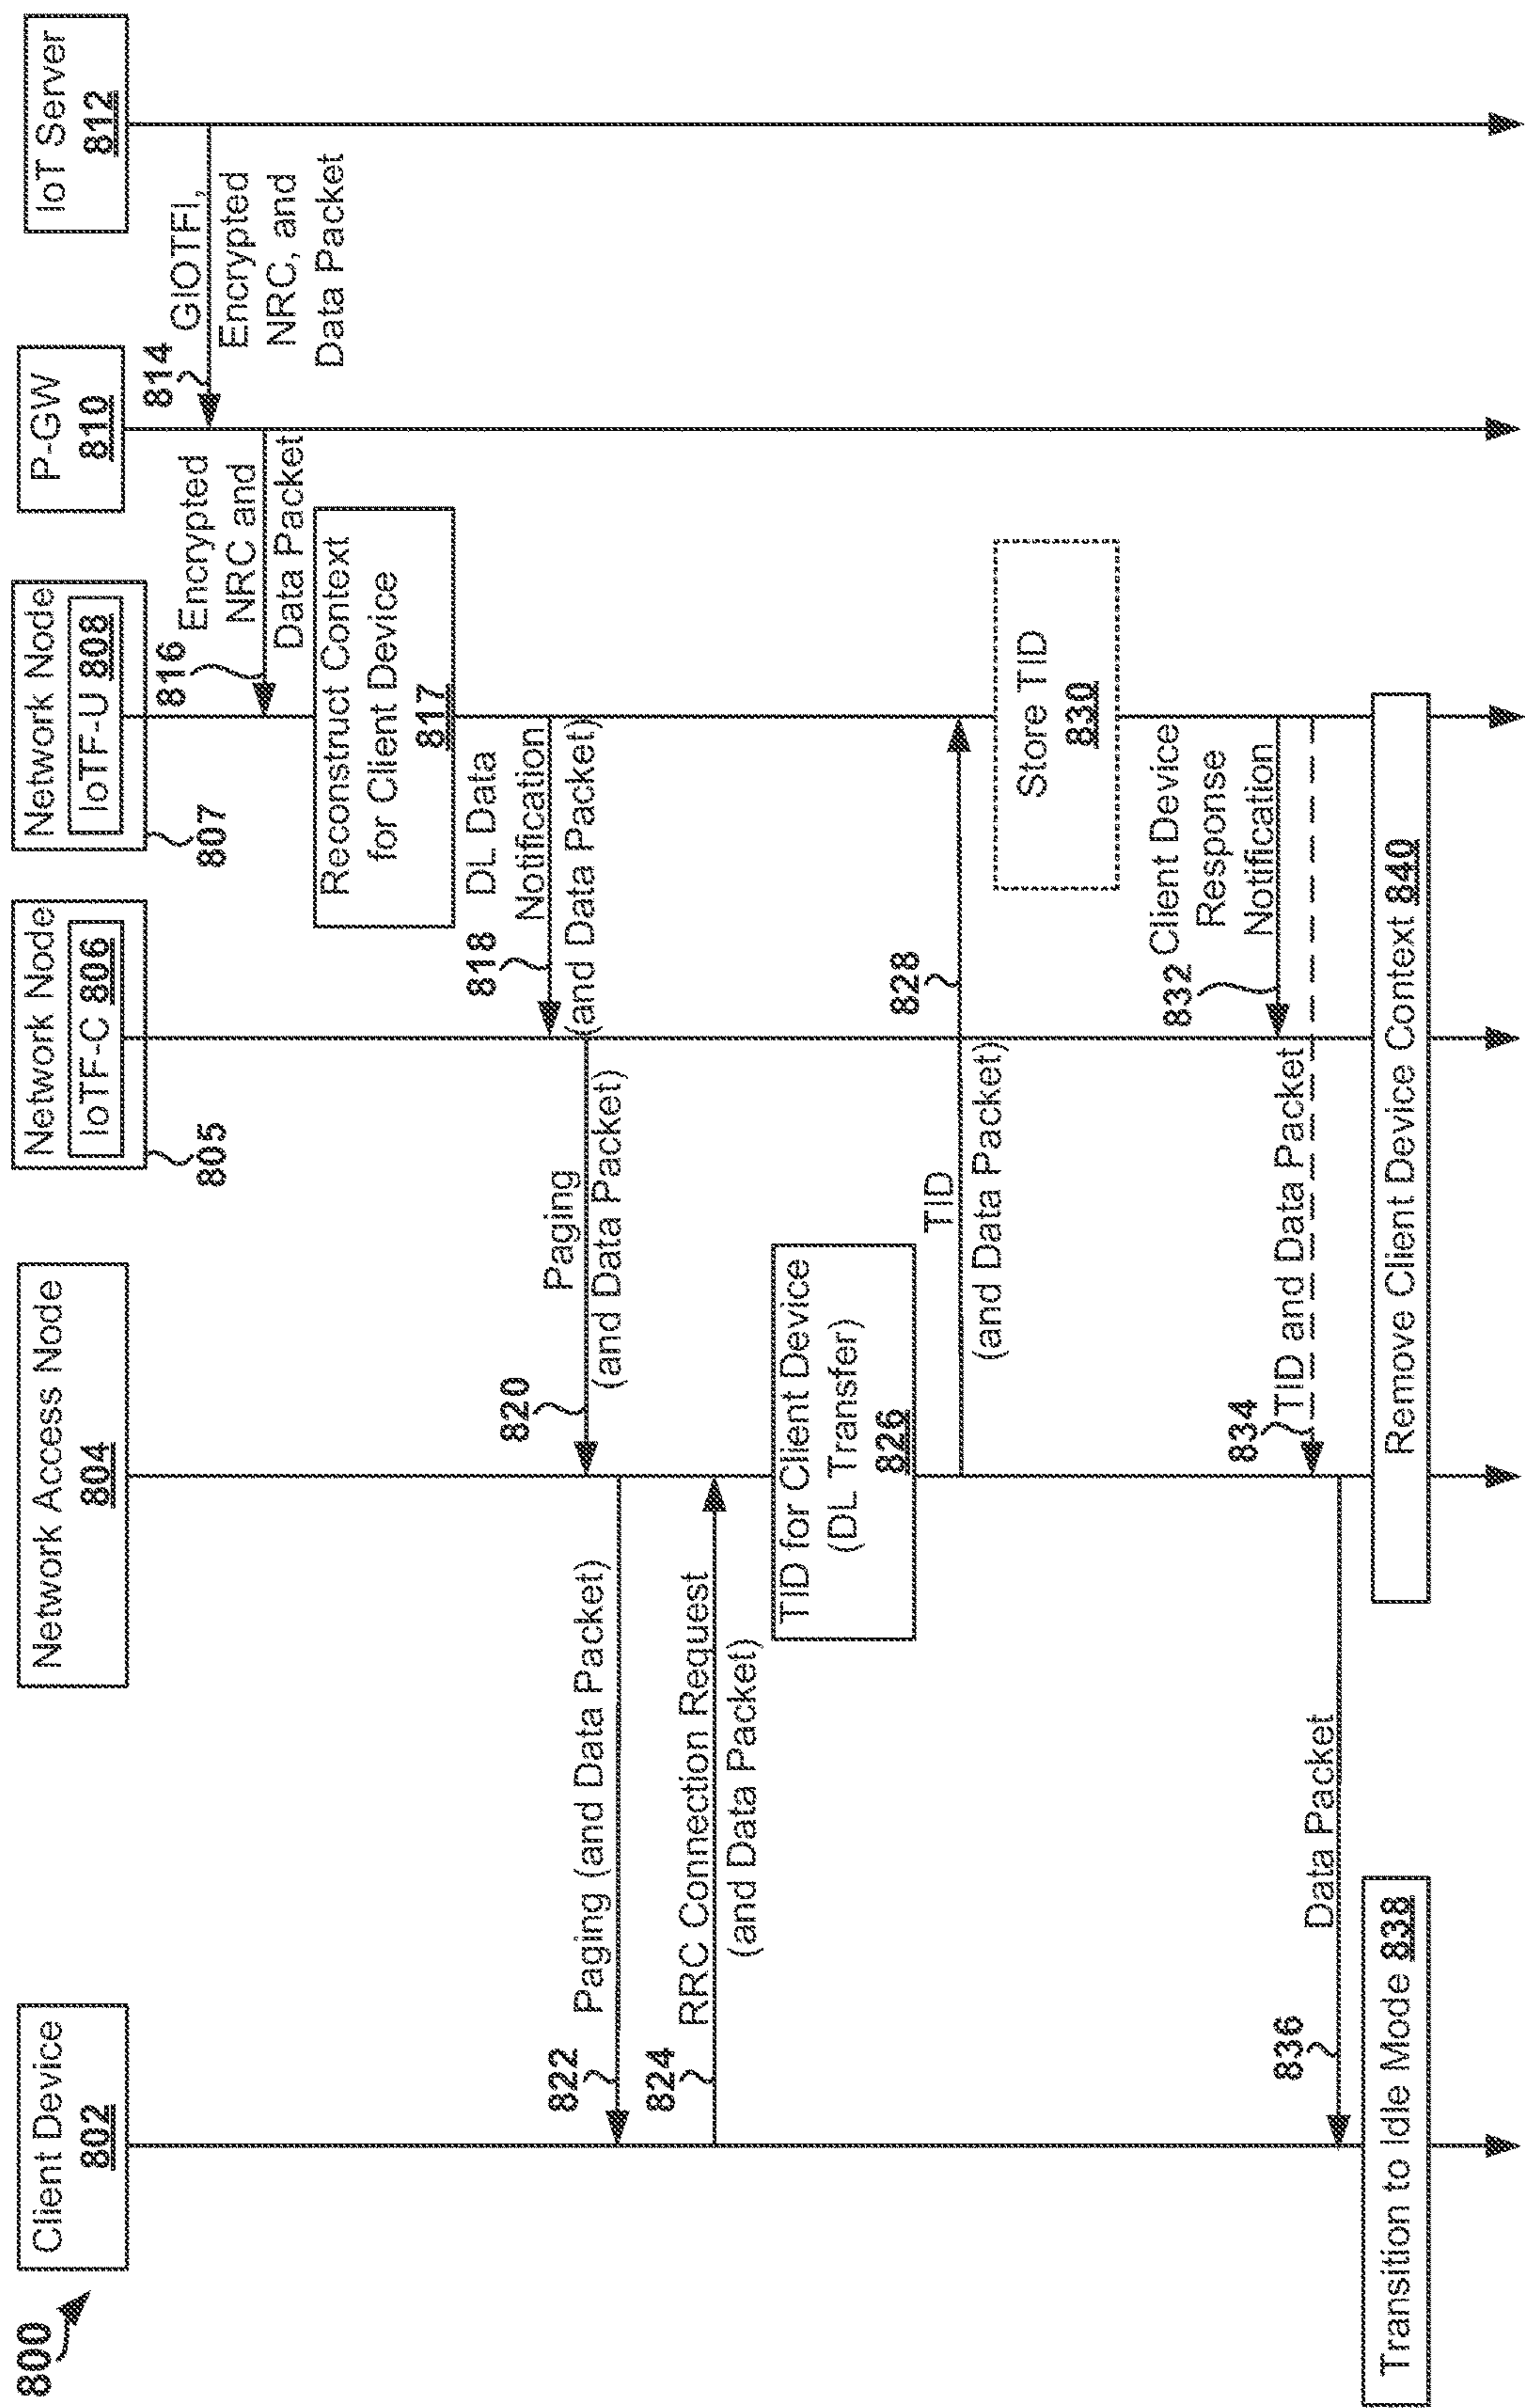 800
Client Device
802
Network Access Node
804
Network Node
IoTF-C 806
805
Network Node
IoTF-U 808
807
P-GW
810
IoT Server
812
814
GIOTFI,
Encrypted
NRC, and
Data Packet
816
Encrypted
NRC and
Data Packet
Reconstruct Context
for Client Device
817
818
DL Data
Notification
(and Data Packet)
820
Paging
(and Data Packet)
822
Paging (and Data Packet)
824
RRC Connection Request
(and Data Packet)
TID for Client Device
(DL Transfer)
826
828
TID
(and Data Packet)
Store TID
830
832
Client Device
Response
Notification
834
TID and Data Packet
836
Data Packet
Transition to Idle Mode 838
Remove Client Device Context 840